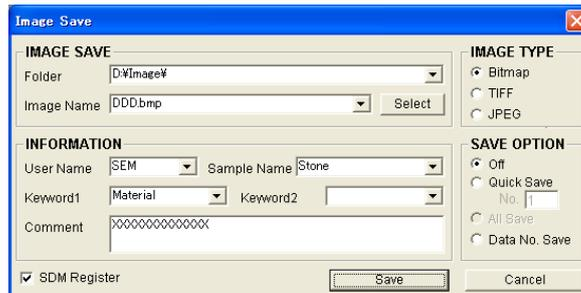 Image Save
IMAGE SAVE
Folder D:¥Image¥
Image Name DDD.bmp Select
IMAGE TYPE
Bitmap
TIFF
JPEG
INFORMATION
User Name SEM Sample Name Stone
Keyword1 Material Keyword2
Comment XXXXXXXXXXXXX
SAVE OPTION
Off
Quick Save
No. 1
All Save
Data No. Save
SDM Register Save Cancel